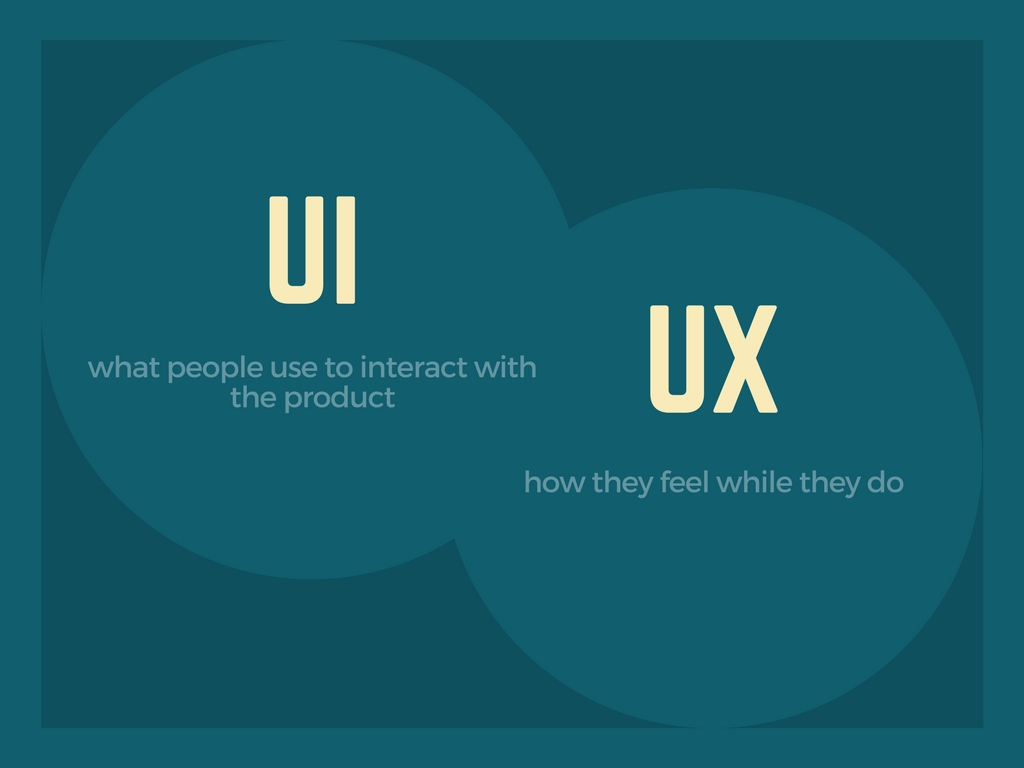 UI
what people use to interact with
the product
UX
how they feel while they do